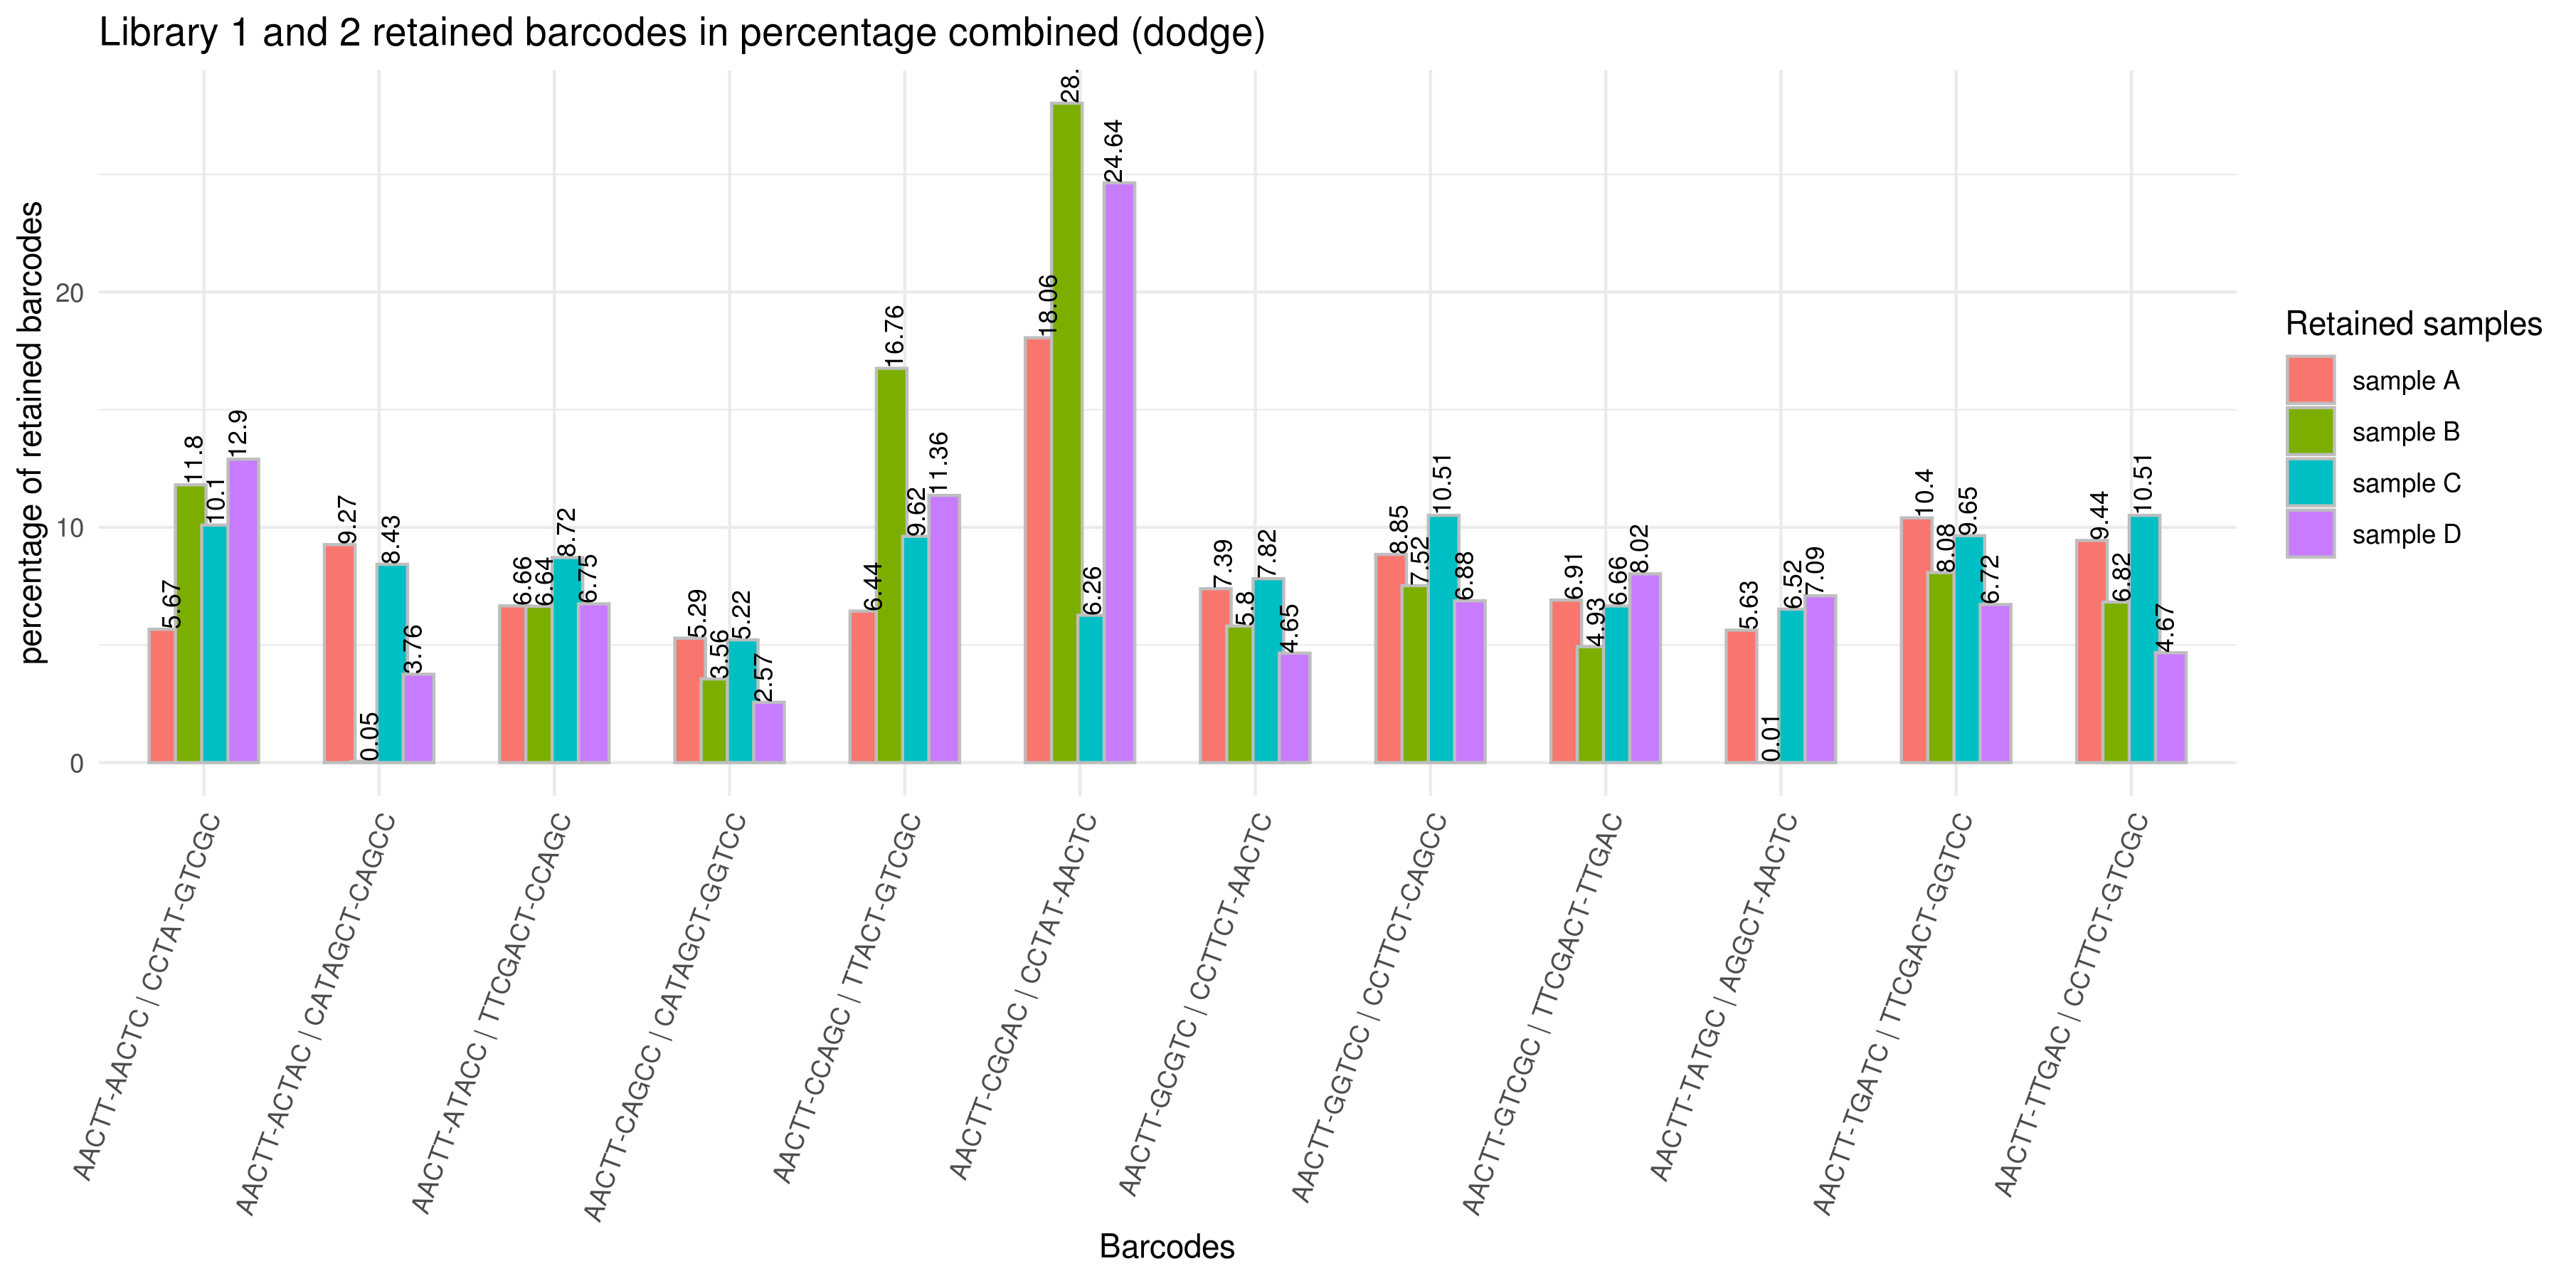 Library 1 and 2 retained barcodes in percentage combined (dodge)
percentage of retained barcodes
20
10
0
5.67
11.8
10.1
12.9
9.27
0.05
8.43
3.76
6.66
6.64
8.72
6.75
5.29
3.56
5.22
2.57
6.44
16.76
9.62
11.36
18.06
28.
6.26
24.64
7.39
5.8
7.82
4.65
8.85
7.52
10.51
6.88
6.91
4.93
6.66
8.02
5.63
0.01
6.52
7.09
10.4
8.08
9.65
6.72
9.44
6.82
10.51
4.67
AACTT-AACTC | CCTAT-GTCGC
AACTT-ACTAC | CATAGCT-CAGCC
AACTT-ATACC | TTCGACT-CCAGC
AACTT-CAGCC | CATAGCT-GGTCC
AACTT-CCAGC | TTACT-GTCGC
AACTT-CGCAC | CCTAT-AACTC
AACTT-GCGTC | CCTTCT-AACTC
AACTT-GGTCC | CCTTCT-CAGCC
AACTT-GTCGC | TTCGACT-TTGAC
AACTT-TATGC | AGGCT-AACTC
AACTT-TGATC | TTCGACT-GGTCC
AACTT-TTGAC | CCTTCT-GTCGC
Barcodes
Retained samples
sample A
sample B
sample C
sample D